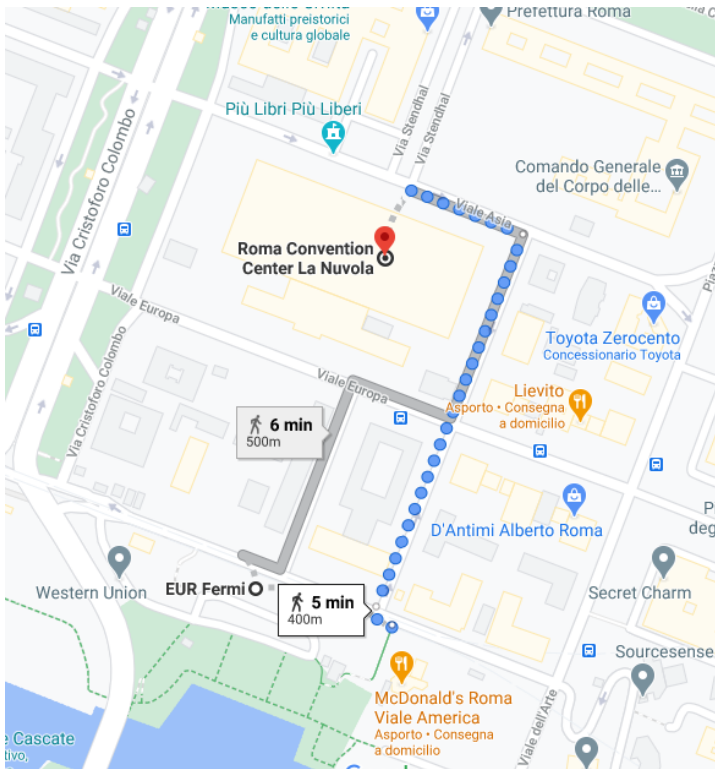 Manufatti preistorici
e cultura globale
Prefettura Roma
Più Libri Più Liberi
Via Stendhal
Via Stendhal
Comando Generale
del Corpo delle...
Via Cristoforo Colombo
Viale Asia
Roma Convention
Center La Nuvola
Viale Europa
Toyota Zerocento
Concessionario Toyota
Via Cristoforo Colombo
Viale Europa
Lievito
Asporto • Consegna
a domicilio
6 min
500m
D'Antimi Alberto Roma
Western Union
EUR Fermi
5 min
400m
Secret Charm
Sourcesense
McDonald's Roma
Viale America
Asporto • Consegna
a domicilio
Viale dell'Arte
Cascate